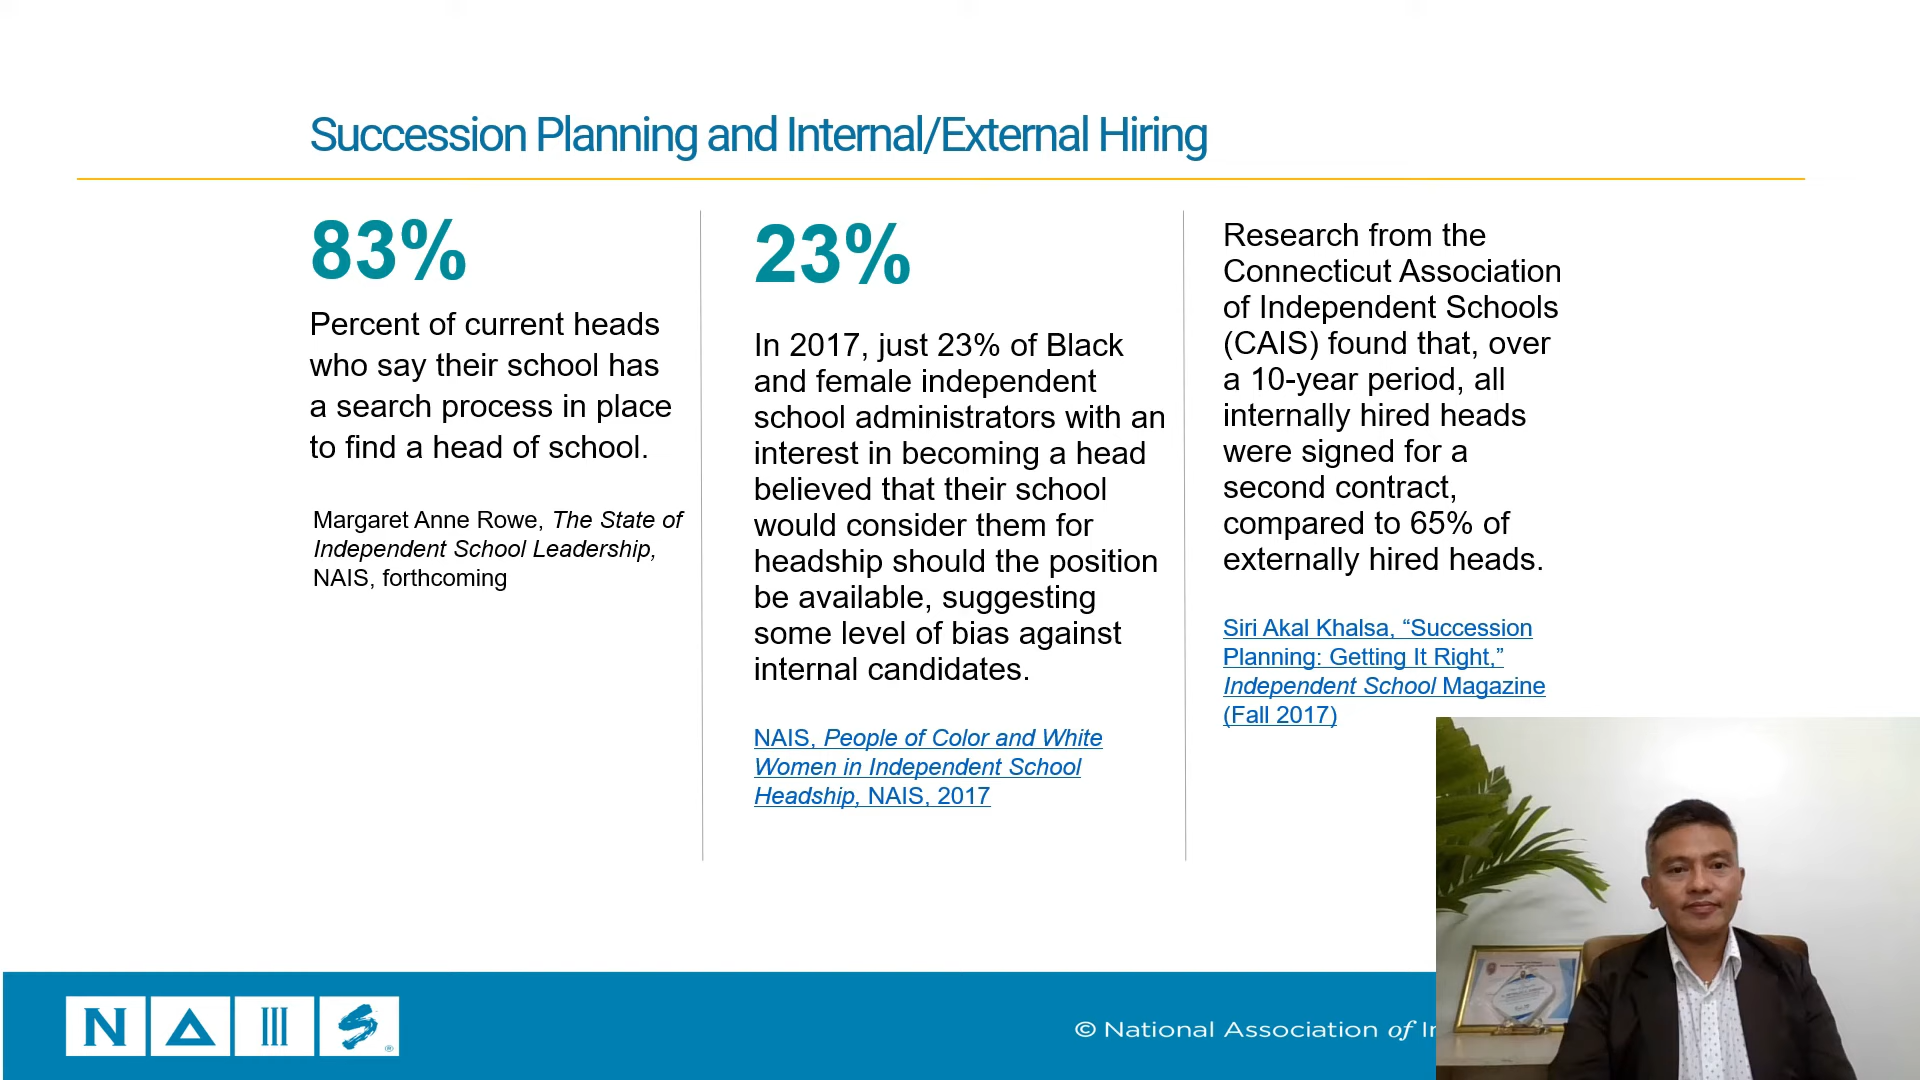 Succession Planning and Internal/External Hiring
83%
Percent of current heads
who say their school has
a search process in place
to find a head of school.
Margaret Anne Rowe, The State of
Independent School Leadership,
NAIS, forthcoming
23%
In 2017, just 23% of Black
and female independent
school administrators with an
interest in becoming a head
believed that their school
would consider them for
headship should the position
be available, suggesting
some level of bias against
internal candidates.
NAIS, People of Color and White
Women in Independent School
Headship, NAIS, 2017
Research from the
Connecticut Association
of Independent Schools
(CAIS) found that, over
a 10-year period, all
internally hired heads
were signed for a
second contract,
compared to 65% of
externally hired heads.
Siri Akal Khalsa, “Succession
Planning: Getting It Right,”
Independent School Magazine
(Fall 2017)
NAIS®
© National Association of